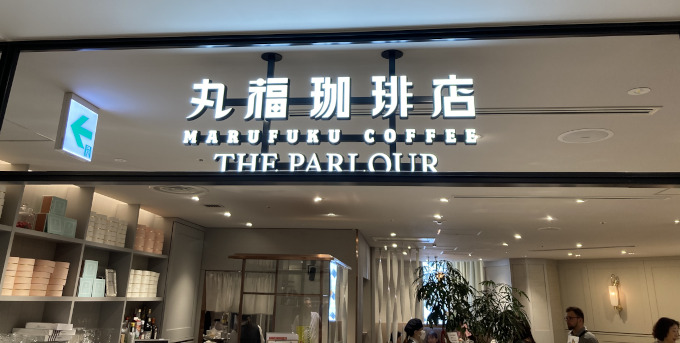 丸福珈琲店
MARUFUKU COFFEE
THE PARLOUR